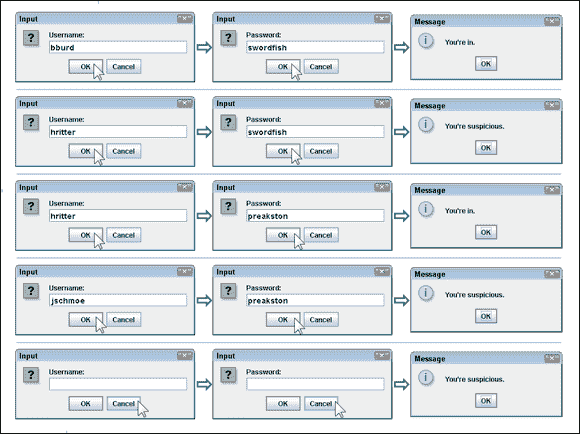 Input Input Message
Username: Password:
bburd swordfish You're in.
OK Cancel OK Cancel OK
Input Input Message
Username: Password:
hritter swordfish You're suspicious.
OK Cancel OK Cancel OK
Input Input Message
Username: Password:
hritter preakston You're in.
OK Cancel OK Cancel OK
Input Input Message
Username: Password:
jschmoe preakston You're suspicious.
OK Cancel OK Cancel OK
Input Input Message
Username: Password:
You're suspicious.
OK Cancel OK Cancel OK